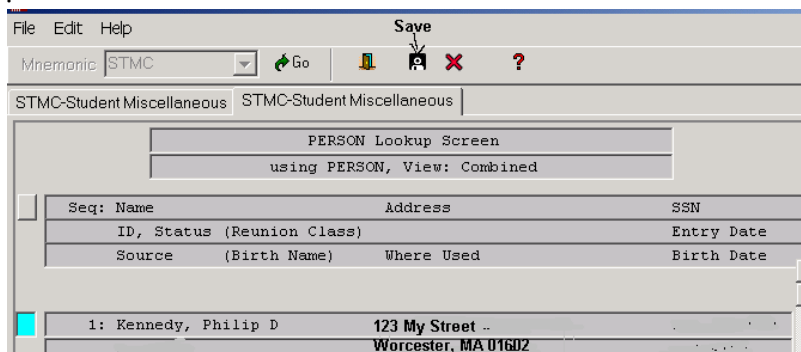 File Edit Help Save
Mnemonic STMC Go ?
STMC-Student Miscellaneous STMC-Student Miscellaneous
PERSON Lookup Screen
using PERSON, View: Combined
Seq: Name Address SSN
ID, Status (Reunion Class) Entry Date
Source (Birth Name) Where Used Birth Date
1: Kennedy, Philip D 123 My Street
Worcester, MA 01602